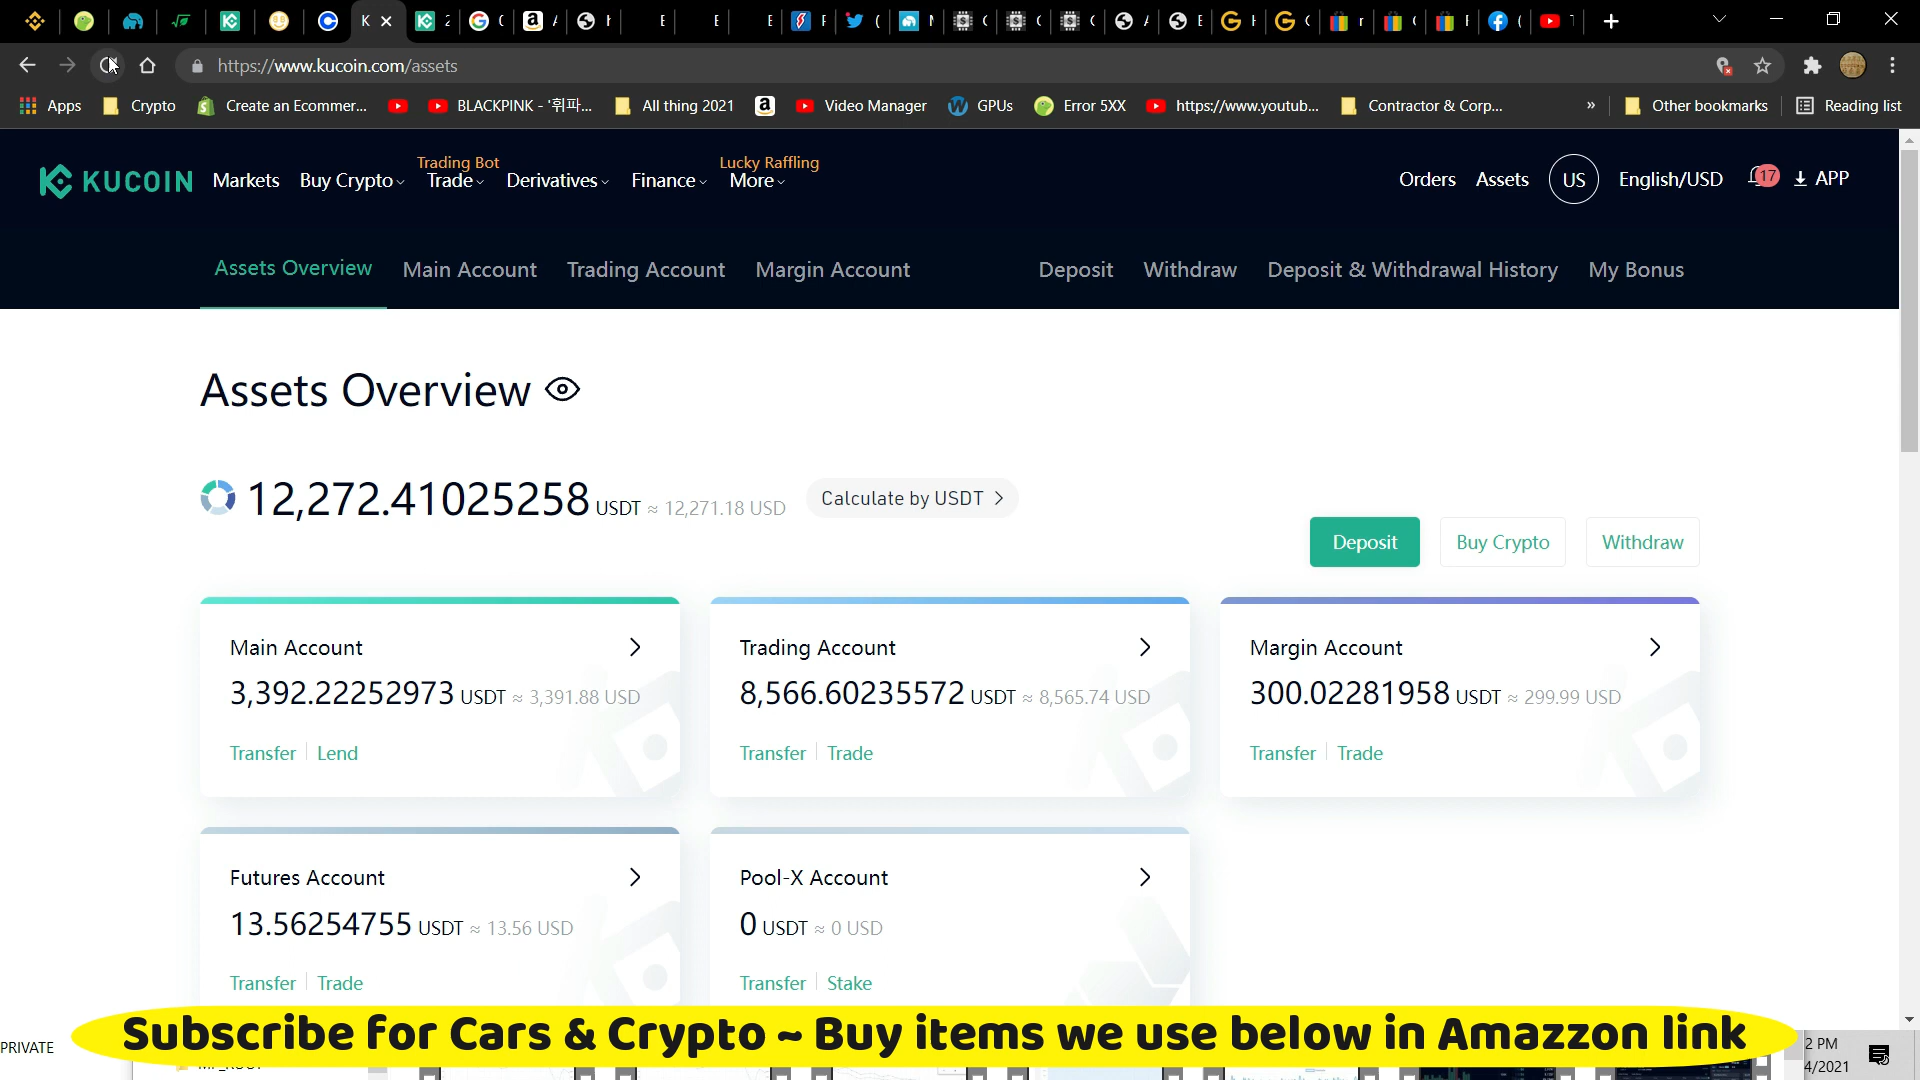 K
2
https://www.kucoin.com/assets
Apps
Crypto
Create an Ecommer...
BLACKPINK - '휘파...
All thing 2021
Video Manager
GPUs
Error 5XX
https://www.youtub...
Contractor & Corp...
»
Other bookmarks
Reading list
KUCOIN
Markets
Buy Crypto
Trading Bot
Trade
Derivatives
Finance
Lucky Raffling
More
Orders
Assets
US
English/USD
17
APP
Assets Overview
Main Account
Trading Account
Margin Account
Deposit
Withdraw
Deposit & Withdrawal History
My Bonus
Assets Overview
12,272.41025258 USDT ≈ 12,271.18 USD
Calculate by USDT >
Deposit
Buy Crypto
Withdraw
Main Account
3,392.22252973 USDT ≈ 3,391.88 USD
Transfer
Lend
Trading Account
8,566.60235572 USDT ≈ 8,565.74 USD
Transfer
Trade
Margin Account
300.02281958 USDT ≈ 299.99 USD
Transfer
Trade
Futures Account
13.56254755 USDT ≈ 13.56 USD
Transfer
Trade
Pool-X Account
0 USDT ≈ 0 USD
Transfer
Stake
Subscribe for Cars & Crypto ~ Buy items we use below in Amazzon link
PRIVATE
2 PM
4/2021